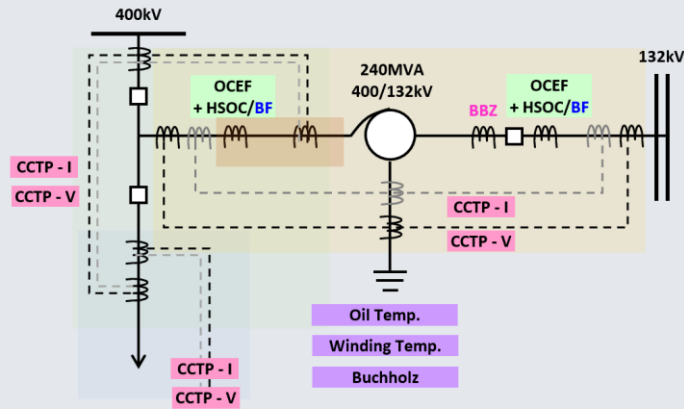 400kV
240MVA
400/132kV
132kV
OCEF
+ HSOC/BF
BBZ
OCEF
+ HSOC/BF
CCTP - I
CCTP - V
CCTP - I
CCTP - V
Oil Temp.
Winding Temp.
Buchholz
CCTP - I
CCTP - V